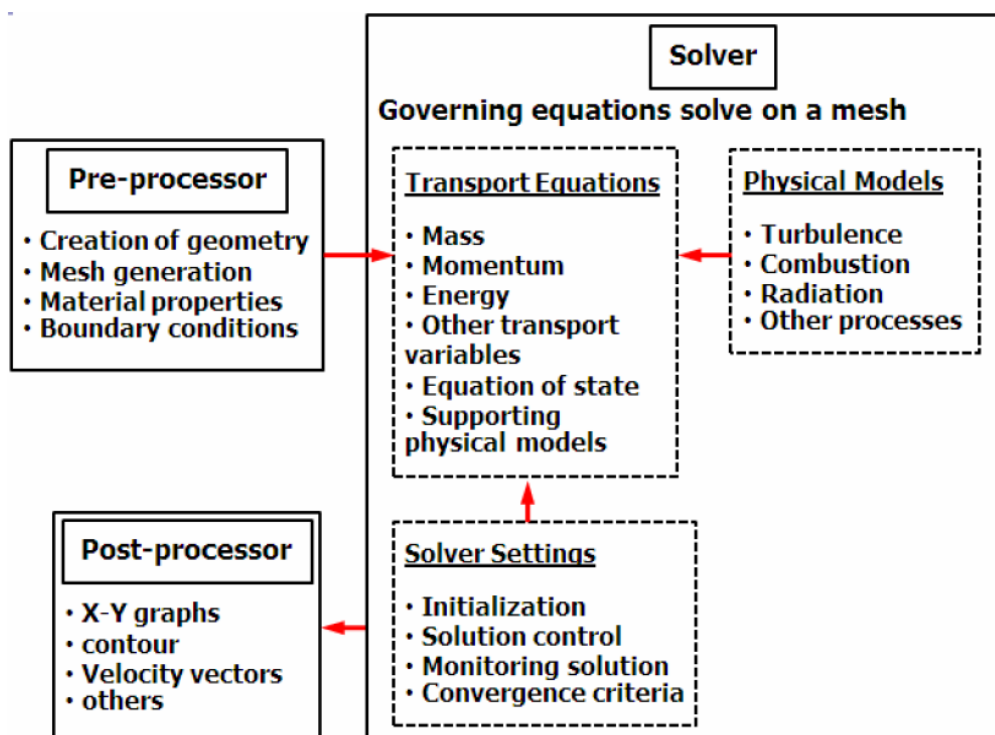 Solver
Governing equations solve on a mesh
Pre-processor
• Creation of geometry
• Mesh generation
• Material properties
• Boundary conditions
Transport Equations
• Mass
• Momentum
• Energy
• Other transport
variables
• Equation of state
• Supporting
physical models
Physical Models
• Turbulence
• Combustion
• Radiation
• Other processes
Solver Settings
• Initialization
• Solution control
• Monitoring solution
• Convergence criteria
Post-processor
• X-Y graphs
• contour
• Velocity vectors
• others